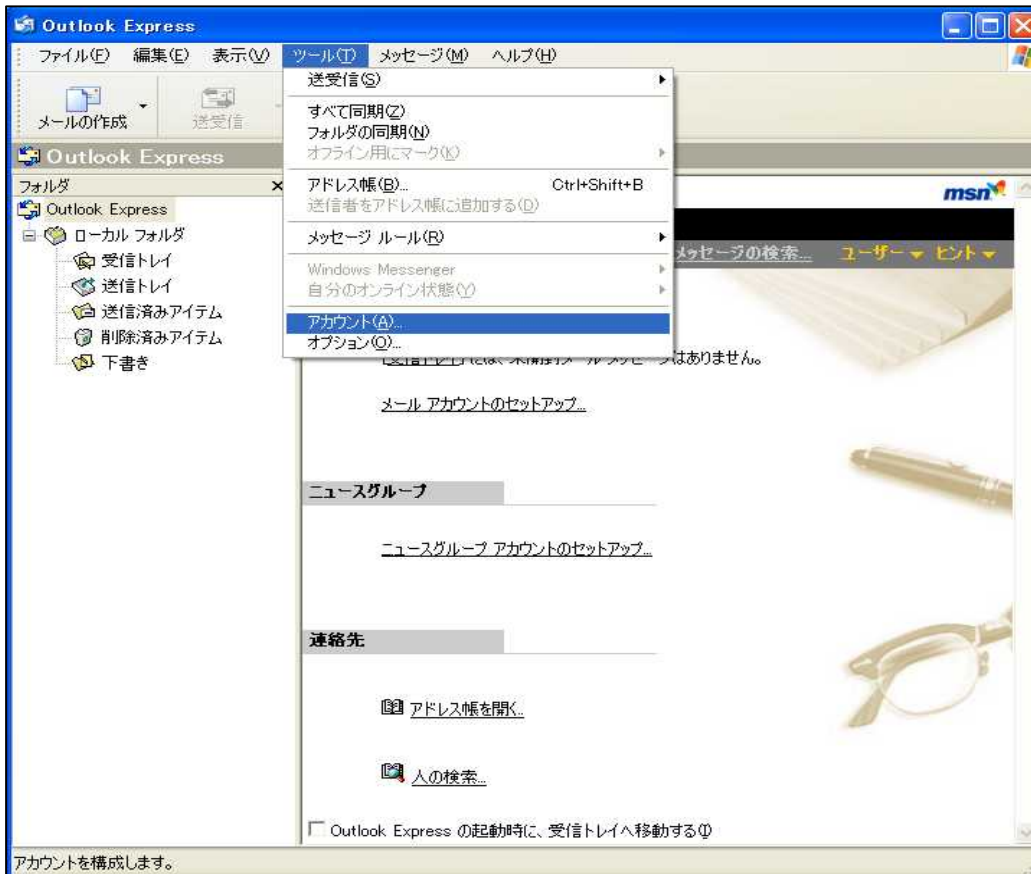 Outlook Express
ファイル(F) 編集(E) 表示(V) ツール(T) メッセージ(M) ヘルプ(H)
メールの作成 送受信
Outlook Express
フォルダ
Outlook Express
ローカル フォルダ
受信トレイ
送信トレイ
送信済みアイテム
削除済みアイテム
下書き
送受信(S)
すべて同期(Z)
フォルダの同期(N)
オフライン用にマーク(K)
アドレス帳(B)... Ctrl+Shift+B
送信者をアドレス帳に追加する(D)
メッセージ ルール(R)
Windows Messenger
自分のオンライン状態(Y)
アカウント(A)...
オプション(O)...
msn
メッセージの検索... ユーザー ヒント
はありません。
メール アカウントのセットアップ...
ニュースグループ
ニュースグループ アカウントのセットアップ...
連絡先
アドレス帳を開く...
人の検索...
Outlook Express の起動時に、受信トレイへ移動する(I)
アカウントを構成します。